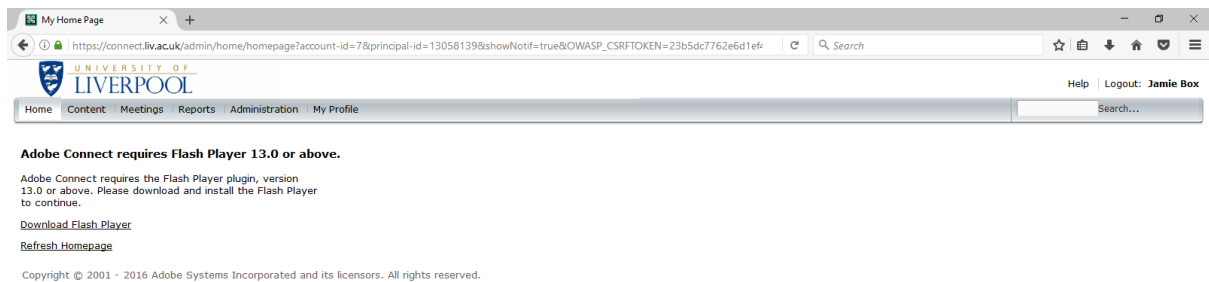 My Home Page
https://connect.liv.ac.uk/admin/home/homepage?account-id=7&principal-id=13058139&showNotif=true&OWASP_CSRFTOKEN=23b5dc7762e6d1ef4 Search
UNIVERSITY OF
LIVERPOOL
Help Logout: Jamie Box
Home Content Meetings Reports Administration My Profile Search...
Adobe Connect requires Flash Player 13.0 or above.
Adobe Connect requires the Flash Player plugin, version
13.0 or above. Please download and install the Flash Player
to continue.
Download Flash Player
Refresh Homepage
Copyright © 2001 - 2016 Adobe Systems Incorporated and its licensors. All rights reserved.